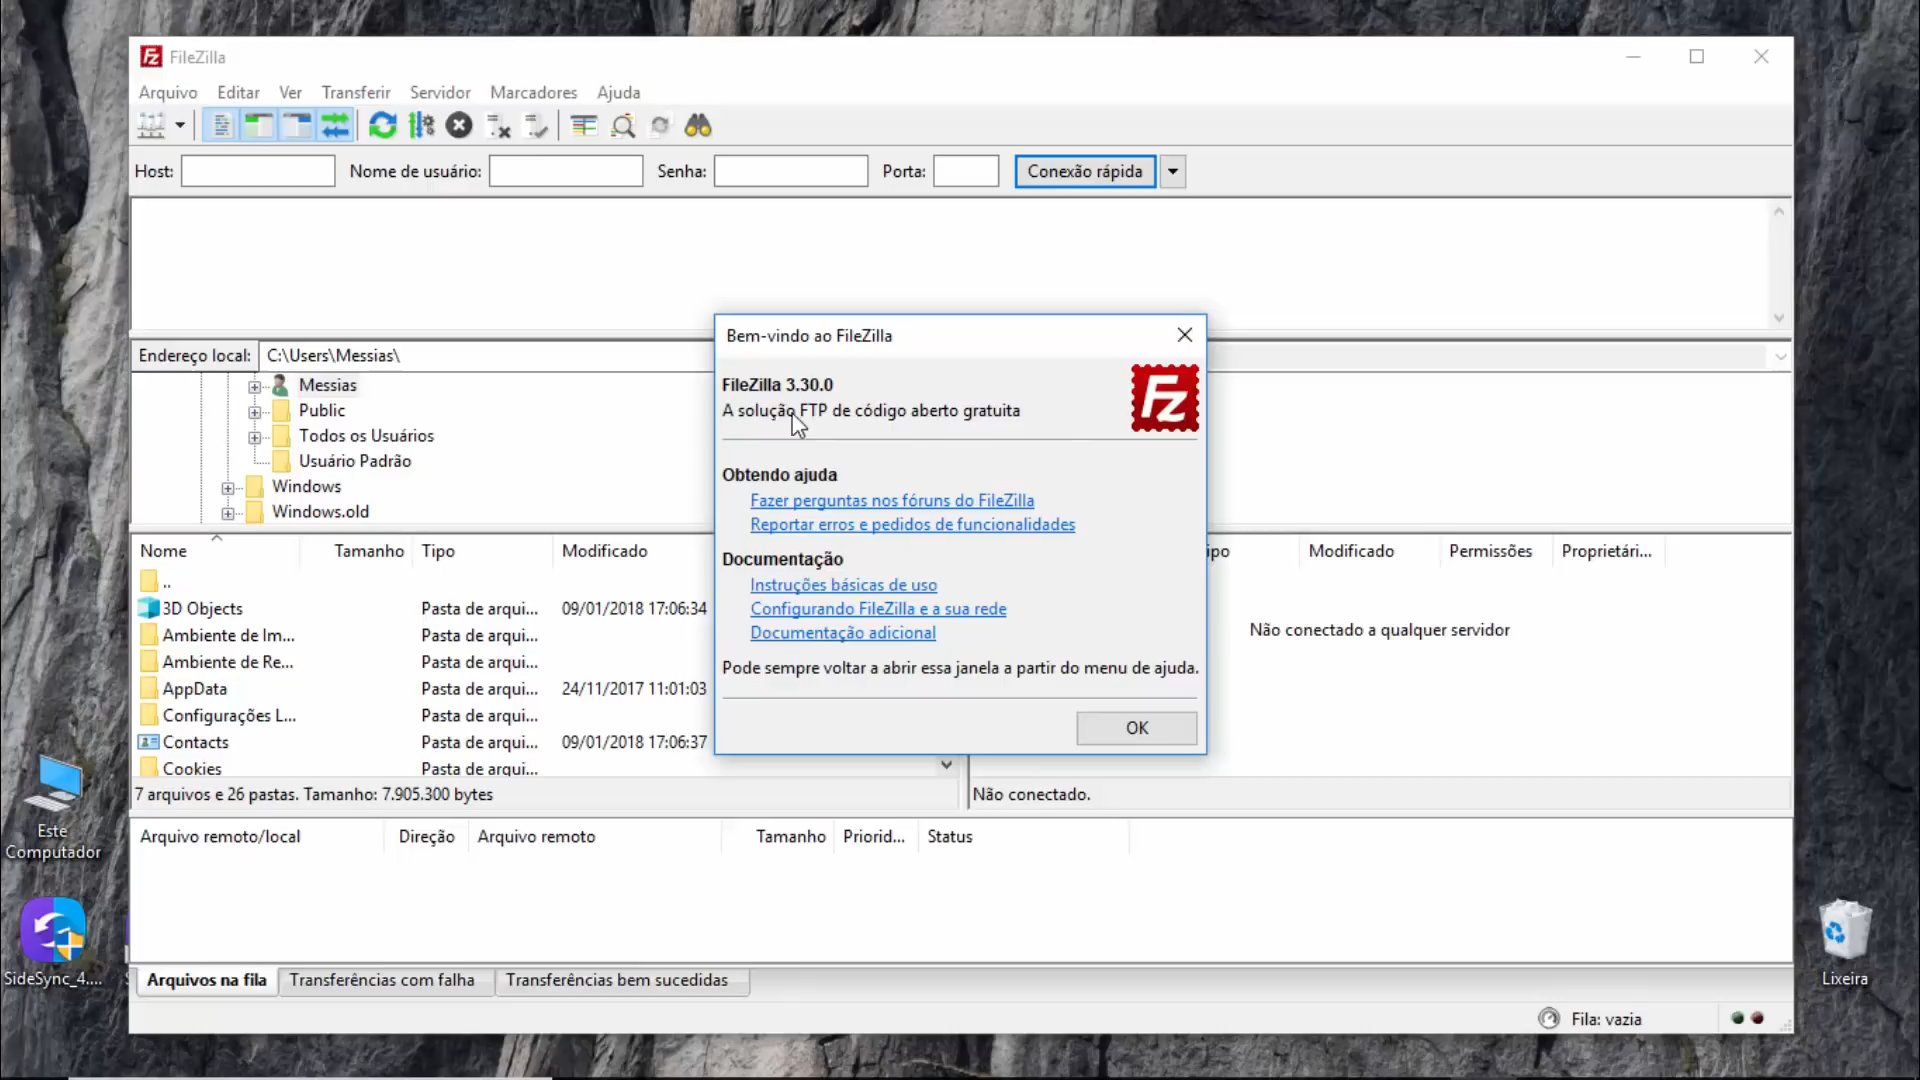 FileZilla
Arquivo Editar Ver Transferir Servidor Marcadores Ajuda
Host: Nome de usuário: Senha: Porta: Conexão rápida
Endereço local: C:\Users\Messias\
Messias
Public
Todos os Usuários
Usuário Padrão
Windows
Windows.old
Nome Tamanho Tipo Modificado
..
3D Objects Pasta de arqui... 09/01/2018 17:06:34
Ambiente de Im... Pasta de arqui...
Ambiente de Re... Pasta de arqui...
AppData Pasta de arqui... 24/11/2017 11:01:03
Configurações L... Pasta de arqui...
Contacts Pasta de arqui... 09/01/2018 17:06:37
Cookies Pasta de arqui...
7 arquivos e 26 pastas. Tamanho: 7.905.300 bytes
Bem-vindo ao FileZilla
FileZilla 3.30.0
A solução FTP de código aberto gratuita
Fz
Obtendo ajuda
Fazer perguntas nos fóruns do FileZilla
Reportar erros e pedidos de funcionalidades
Documentação
Instruções básicas de uso
Configurando FileZilla e a sua rede
Documentação adicional
Pode sempre voltar a abrir essa janela a partir do menu de ajuda.
OK
ipo Modificado Permissões Proprietári...
Não conectado a qualquer servidor
Não conectado.
Arquivo remoto/local Direção Arquivo remoto Tamanho Priorid... Status
Arquivos na fila Transferências com falha Transferências bem sucedidas
Fila: vazia
Este
Computador
SideSync_4....
Lixeira